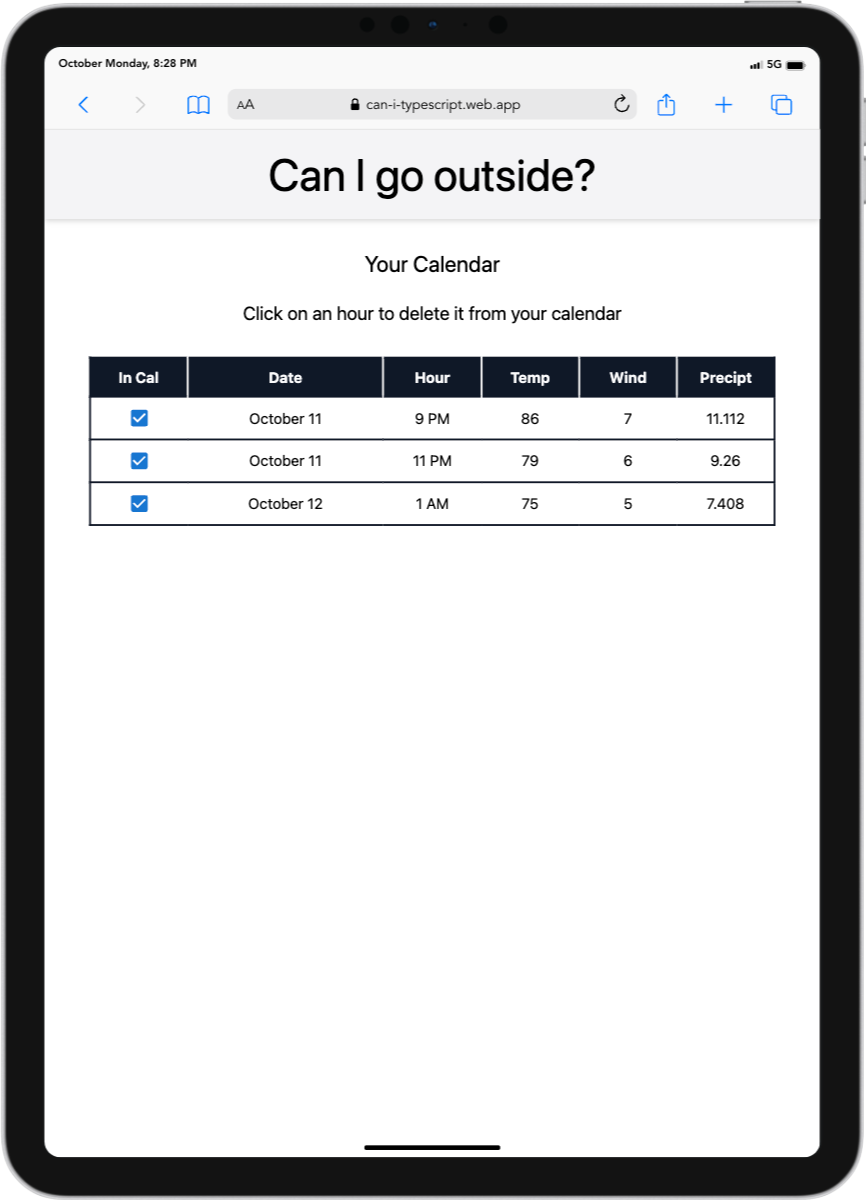 October Monday, 8:28 PM
5G
AA can-i-typescript.web.app
Can I go outside?
Your Calendar
Click on an hour to delete it from your calendar
In Cal Date Hour Temp Wind Precipt
October 11 9 PM 86 7 11.112
October 11 11 PM 79 6 9.26
October 12 1 AM 75 5 7.408